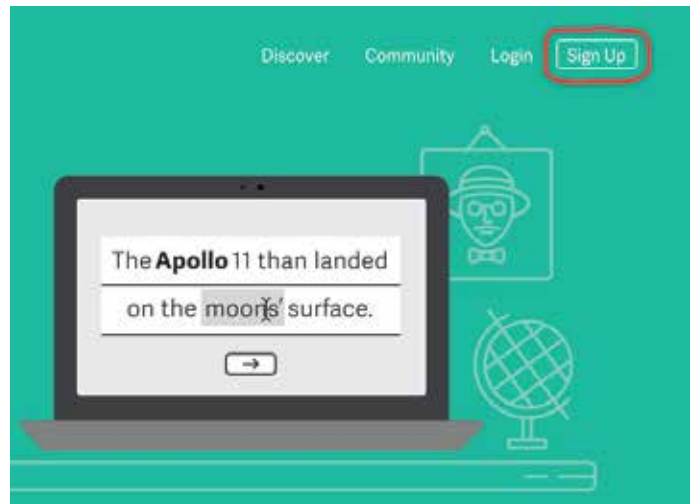 Discover Community Login Sign Up
The Apollo 11 than landed
on the moons' surface.